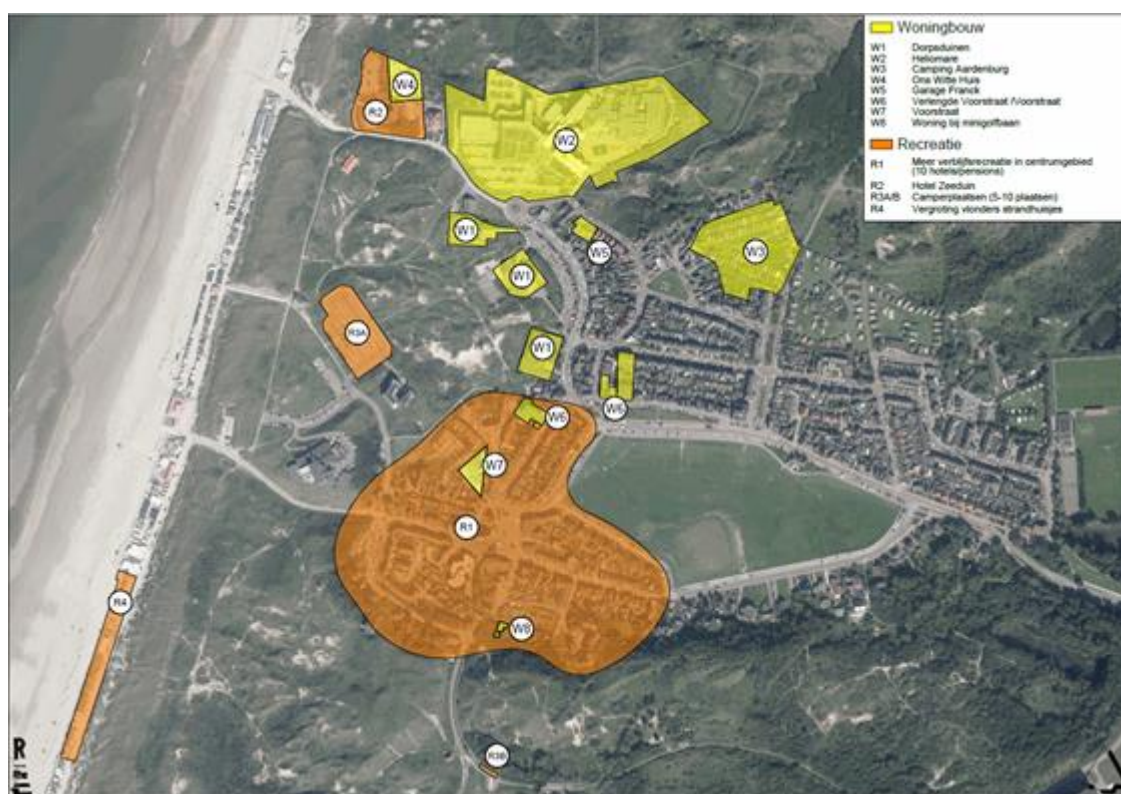 Woningbouw
W1 Dorpsduinen
W2 Heliomare
W3 Camping Aardenburg
W4 Ons Witte Huis
W5 Garage Franck
W6 Verlengde Voorstraat /Voorstraat
W7 Voorstraat
W8 Woning bij minigolfbaan
Recreatie
R1 Meer verblijfsrecreatie in centrumgebied
(10 hotels/pensions)
R2 Hotel Zeeduin
R3A/B Camperplaatsen (5-10 plaatsen)
R4 Vergroting vlonders strandhuisjes
W4
R2
W2
W1
W5
W3
W1
R3A
W1
W6
W6
W7
R1
R4
W8
R3B
R